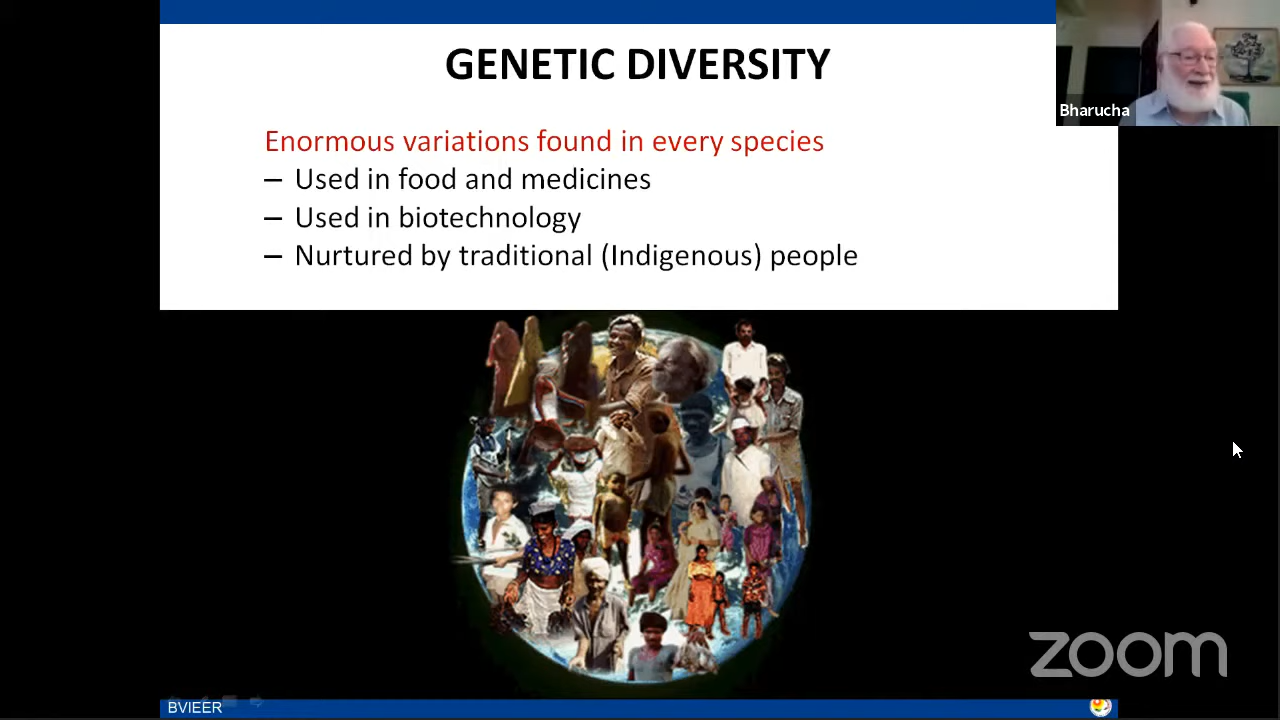 GENETIC DIVERSITY
Bharucha
Enormous variations found in every species
– Used in food and medicines
– Used in biotechnology
– Nurtured by traditional (Indigenous) people
zoom
BVIEER